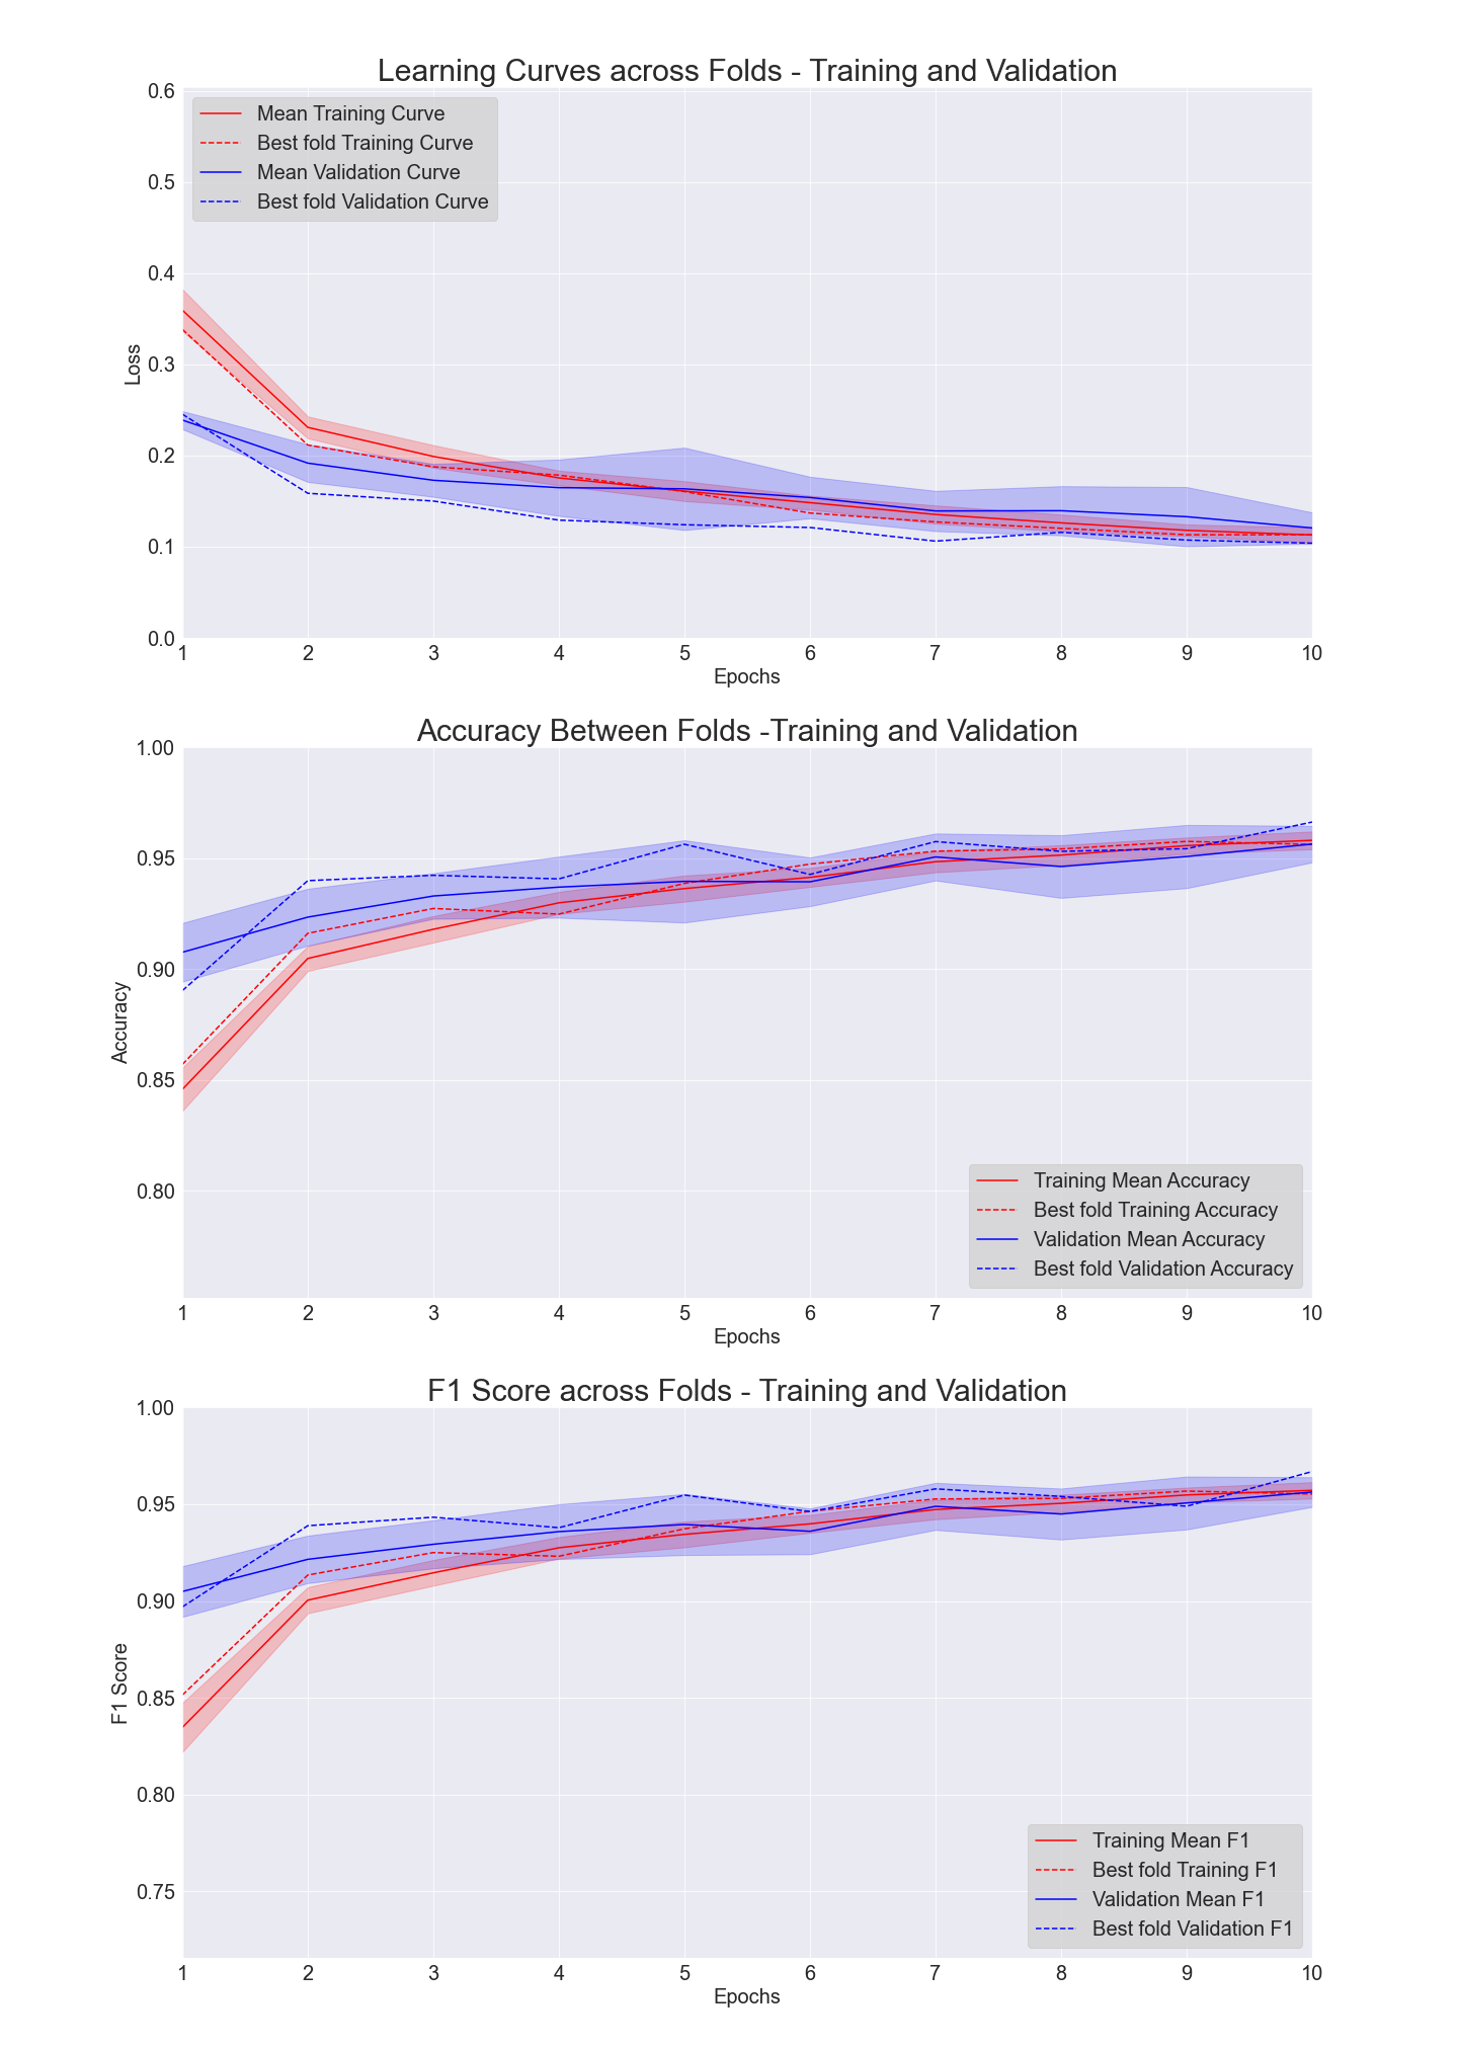 Learning Curves across Folds - Training and Validation
0.6
Mean Training Curve
Best fold Training Curve
Mean Validation Curve
Best fold Validation Curve
0.5
0.4
0.3
Loss
0.2
0.1
0.0
1 2 3 4 5 6 7 8 9 10
Epochs
Accuracy Between Folds -Training and Validation
1.00
0.95
0.90
Accuracy
0.85
0.80
Training Mean Accuracy
Best fold Training Accuracy
Validation Mean Accuracy
Best fold Validation Accuracy
1 2 3 4 5 6 7 8 9 10
Epochs
F1 Score across Folds - Training and Validation
1.00
0.95
0.90
F1 Score
0.85
0.80
0.75
Training Mean F1
Best fold Training F1
Validation Mean F1
Best fold Validation F1
1 2 3 4 5 6 7 8 9 10
Epochs